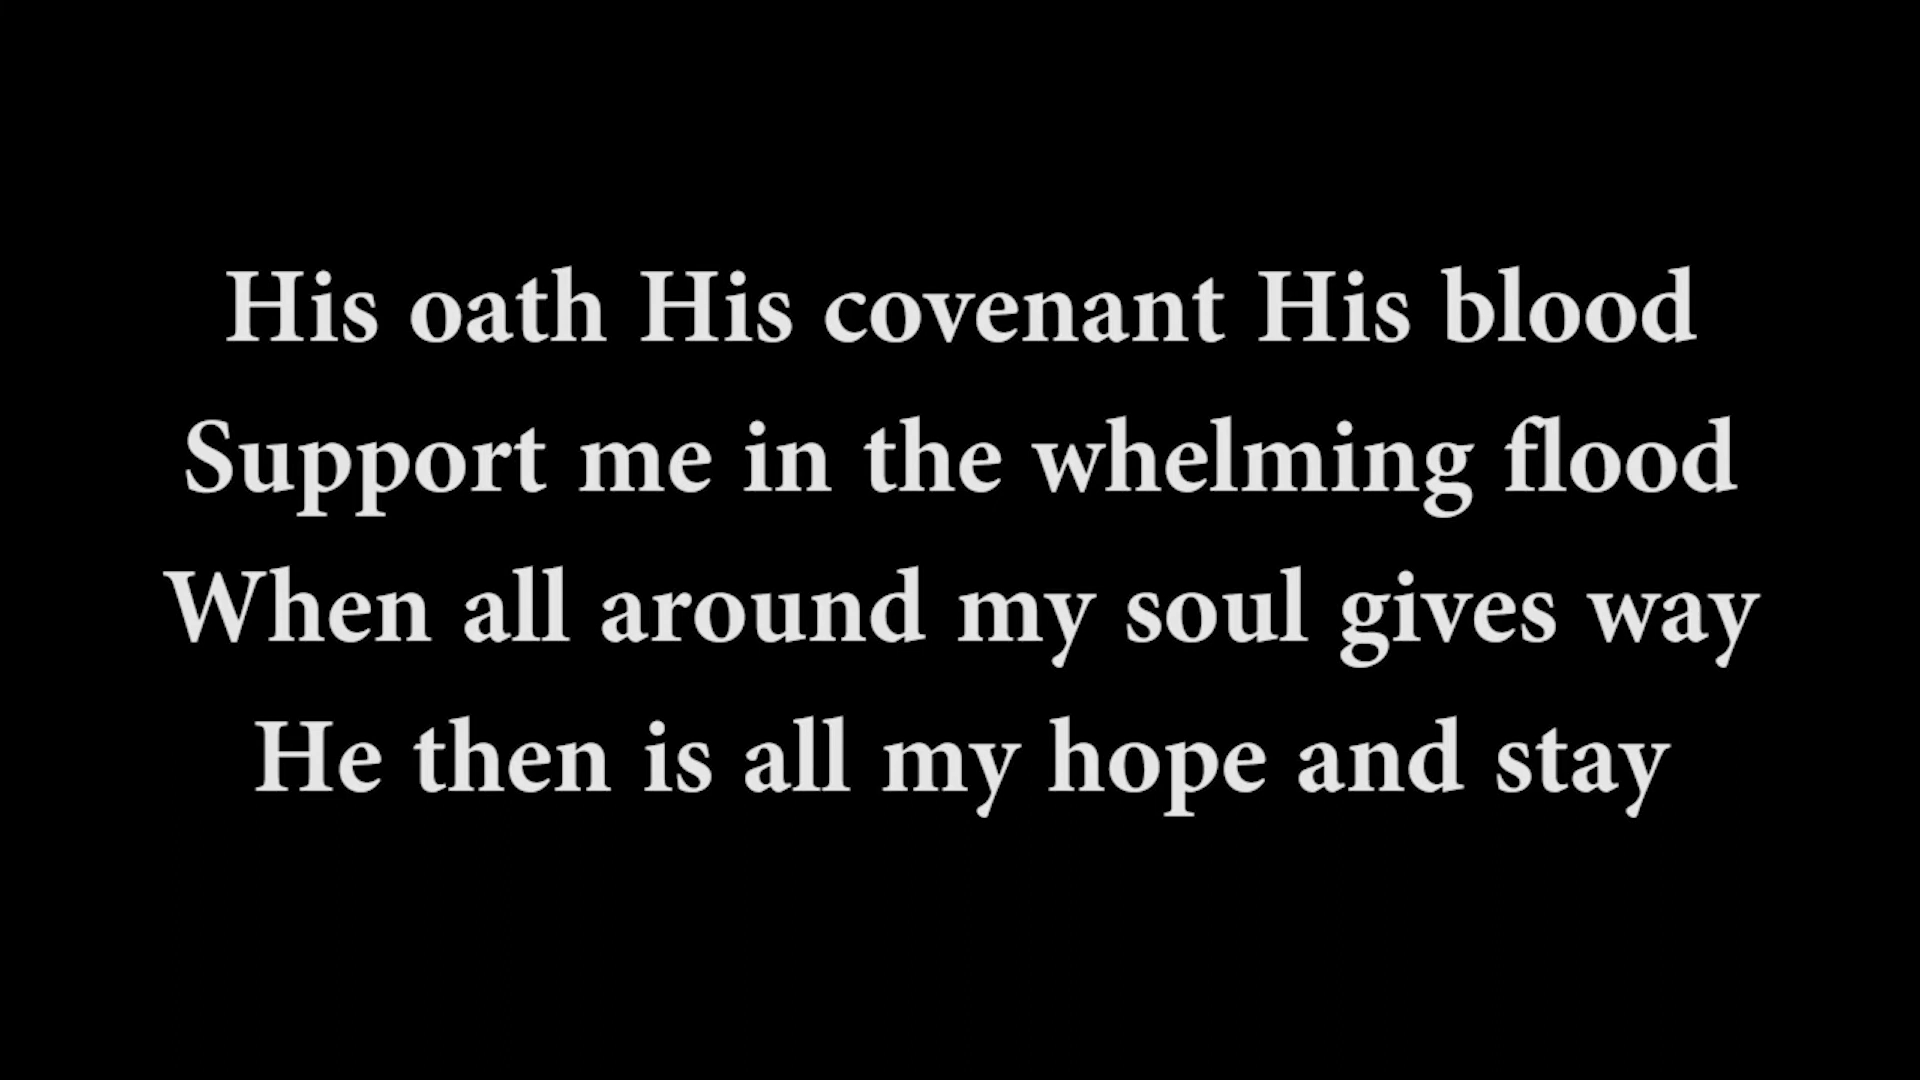 His oath His covenant His blood
Support me in the whelming flood
When all around my soul gives way
He then is all my hope and stay